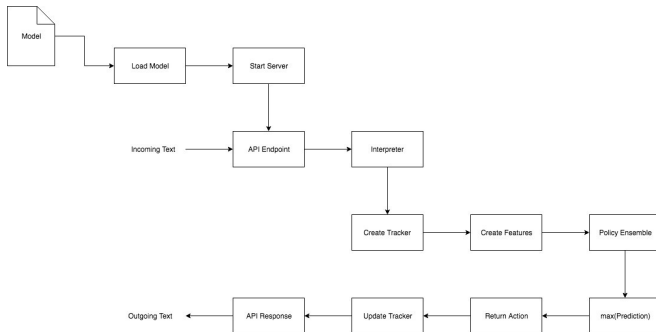 Model
Load Model
Start Server
Incoming Text
API Endpoint
Interpreter
Create Tracker
Create Features
Policy Ensemble
Outgoing Text
API Response
Update Tracker
Return Action
max(Prediction)